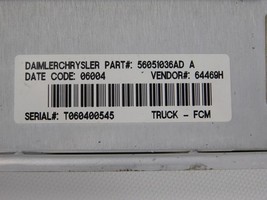 DAIMLERCHRYSLER PART#: 56051036AD A
DATE CODE: 06004 VENDOR#: 64469H
SERIAL#: T060400545 TRUCK - FCM